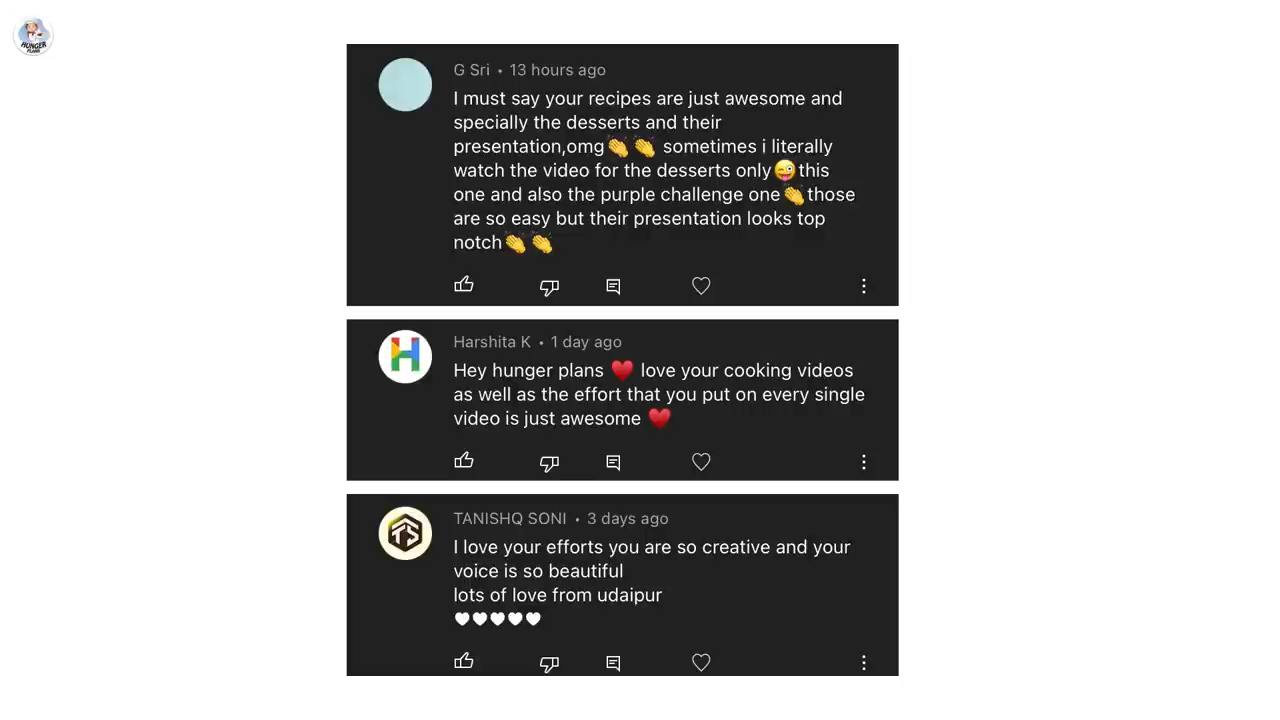 HUNGER
PLANS
G Sri • 13 hours ago
I must say your recipes are just awesome and
specially the desserts and their
presentation,omg👏👏 sometimes i literally
watch the video for the desserts only😜this
one and also the purple challenge one👏those
are so easy but their presentation looks top
notch👏👏
Harshita K • 1 day ago
Hey hunger plans ♥️ love your cooking videos
as well as the effort that you put on every single
video is just awesome ♥️
TANISHQ SONI • 3 days ago
I love your efforts you are so creative and your
voice is so beautiful
lots of love from udaipur
🤍🤍🤍🤍🤍